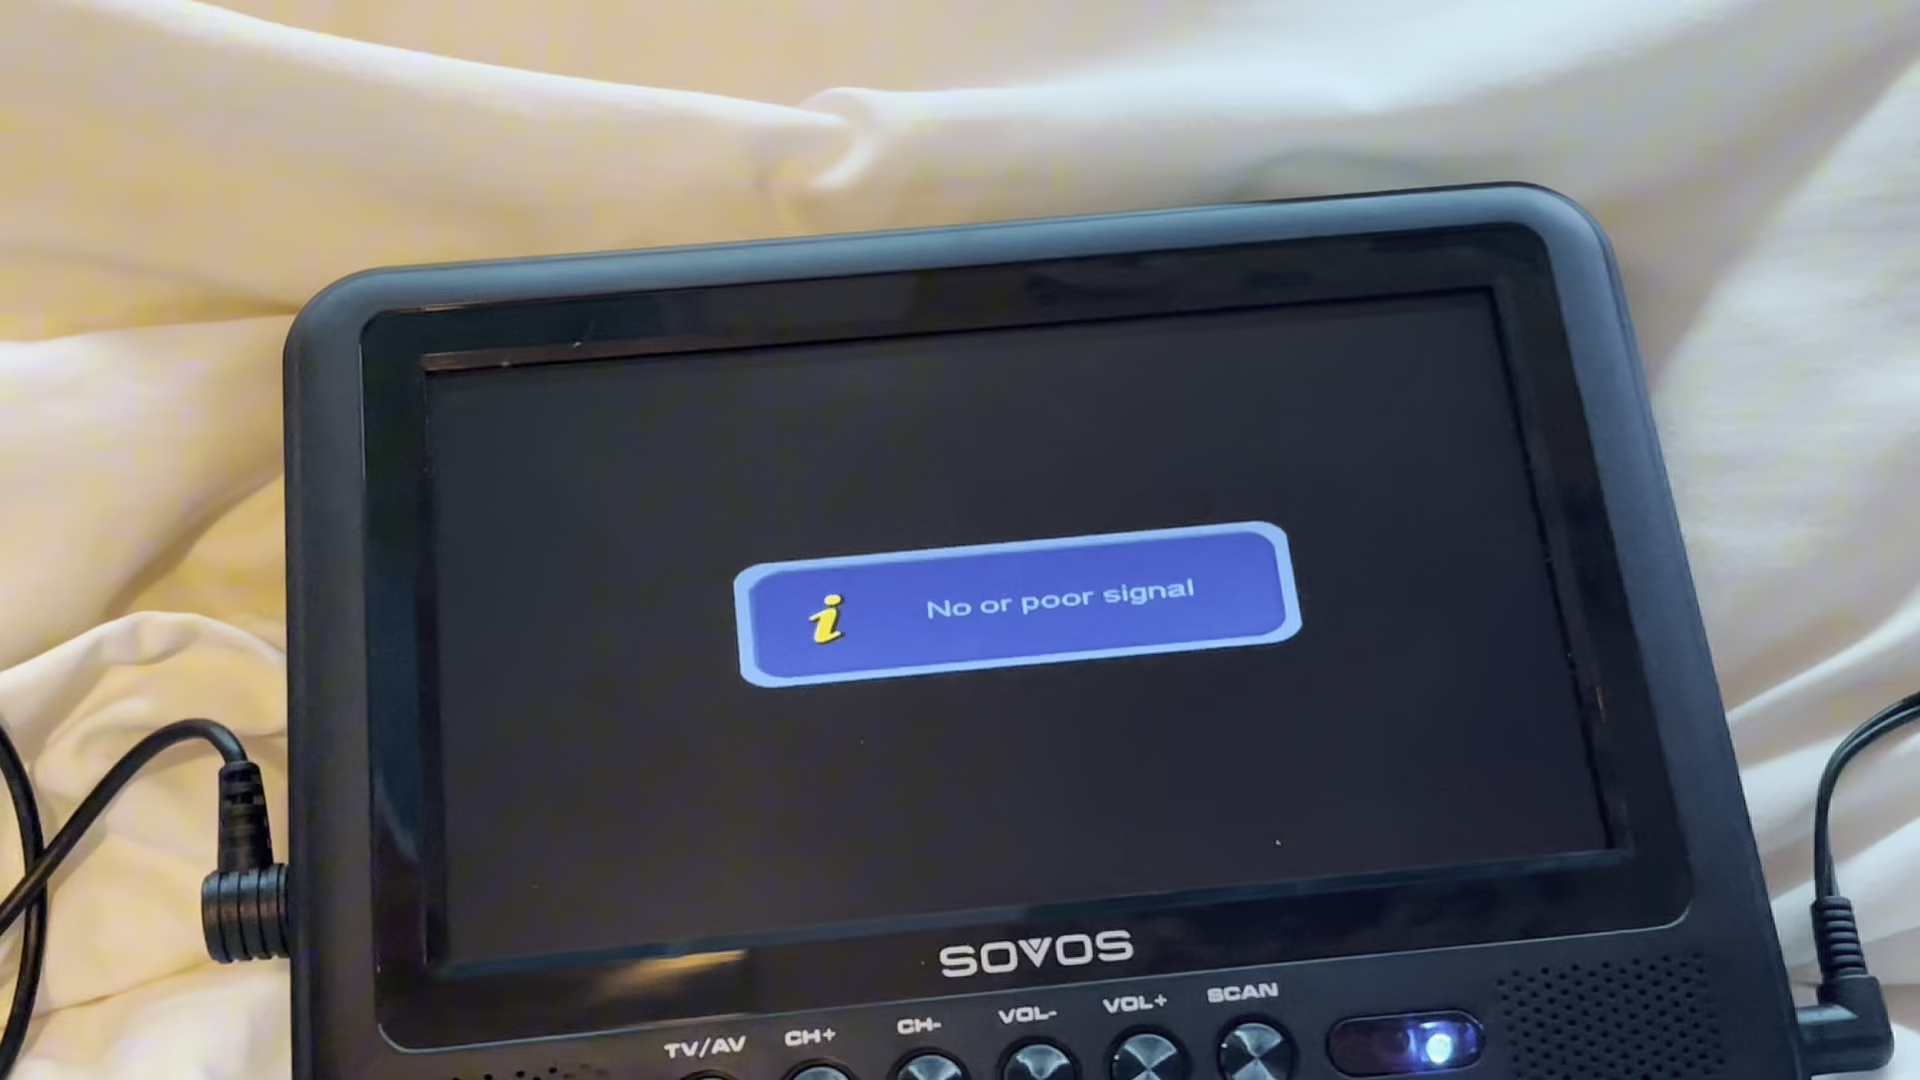 No or poor signal
SOVOS
TV/AV CH+ CH- VOL- VOL+ SCAN